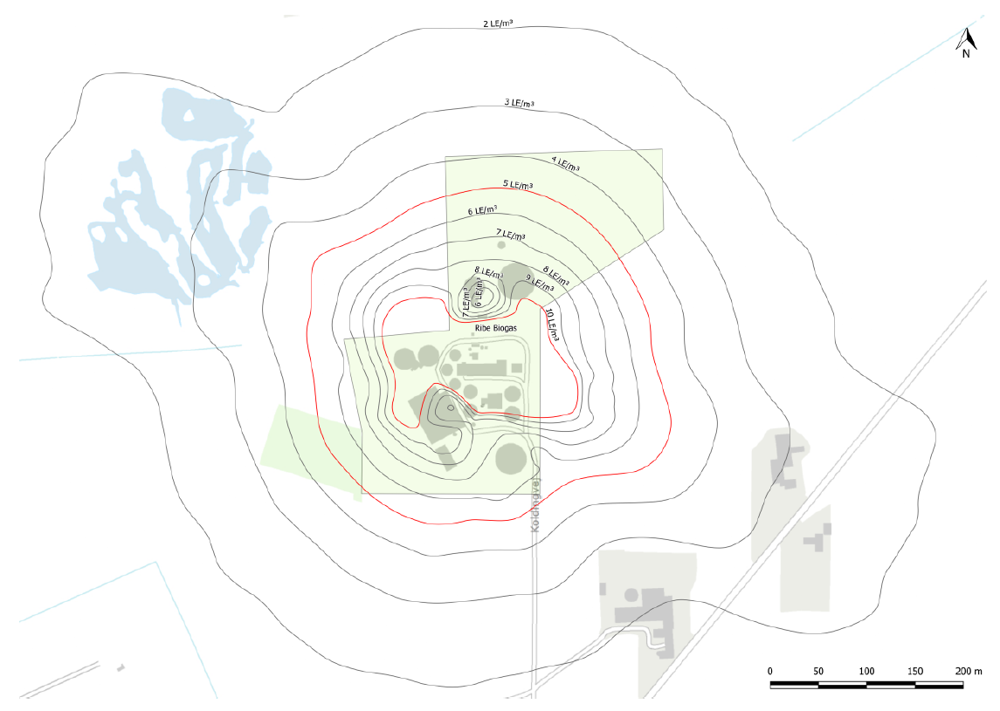 2 LE/m³
N
3 LE/m³
4 LE/m³
5 LE/m³
6 LE/m³
7 LE/m³
8 LE/m³
8 LE/m³
9 LE/m³
7 LE/m³
6 LE/m³
10 LE/m³
Ribe Biogas
Koldingvej
0 50 100 150 200 m